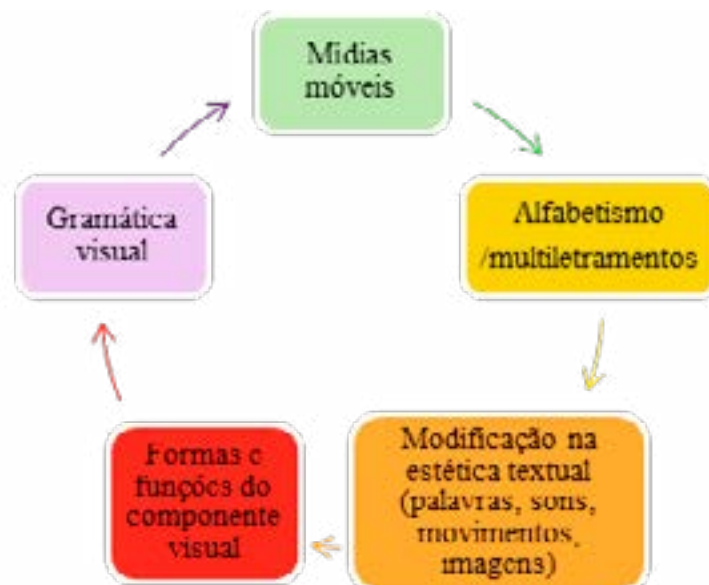 Mídias
móveis
Alfabetismo
/multiletramentos
Modificação na
estética textual
(palavras, sons,
movimentos,
imagens)
Formas e
funções do
componente
visual
Gramática
visual